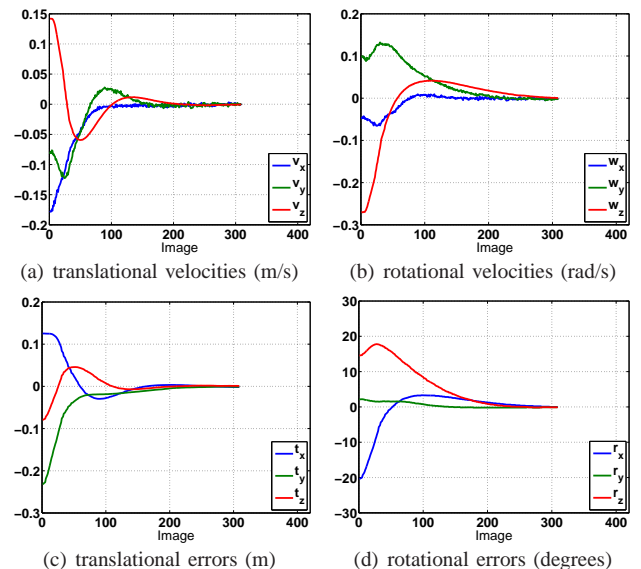 0.15
0.1
0.05
0
−0.05
−0.1
−0.15
−0.2
0 100 200 300 400
Image
v_x
v_y
v_z
(a) translational velocities (m/s)
0.2
0.1
0
−0.1
−0.2
−0.3
0 100 200 300 400
Image
w_x
w_y
w_z
(b) rotational velocities (rad/s)
0.2
0.1
0
−0.1
−0.2
−0.3
0 100 200 300 400
Image
t_x
t_y
t_z
(c) translational errors (m)
30
20
10
0
−10
−20
−30
0 100 200 300 400
Image
r_x
r_y
r_z
(d) rotational errors (degrees)